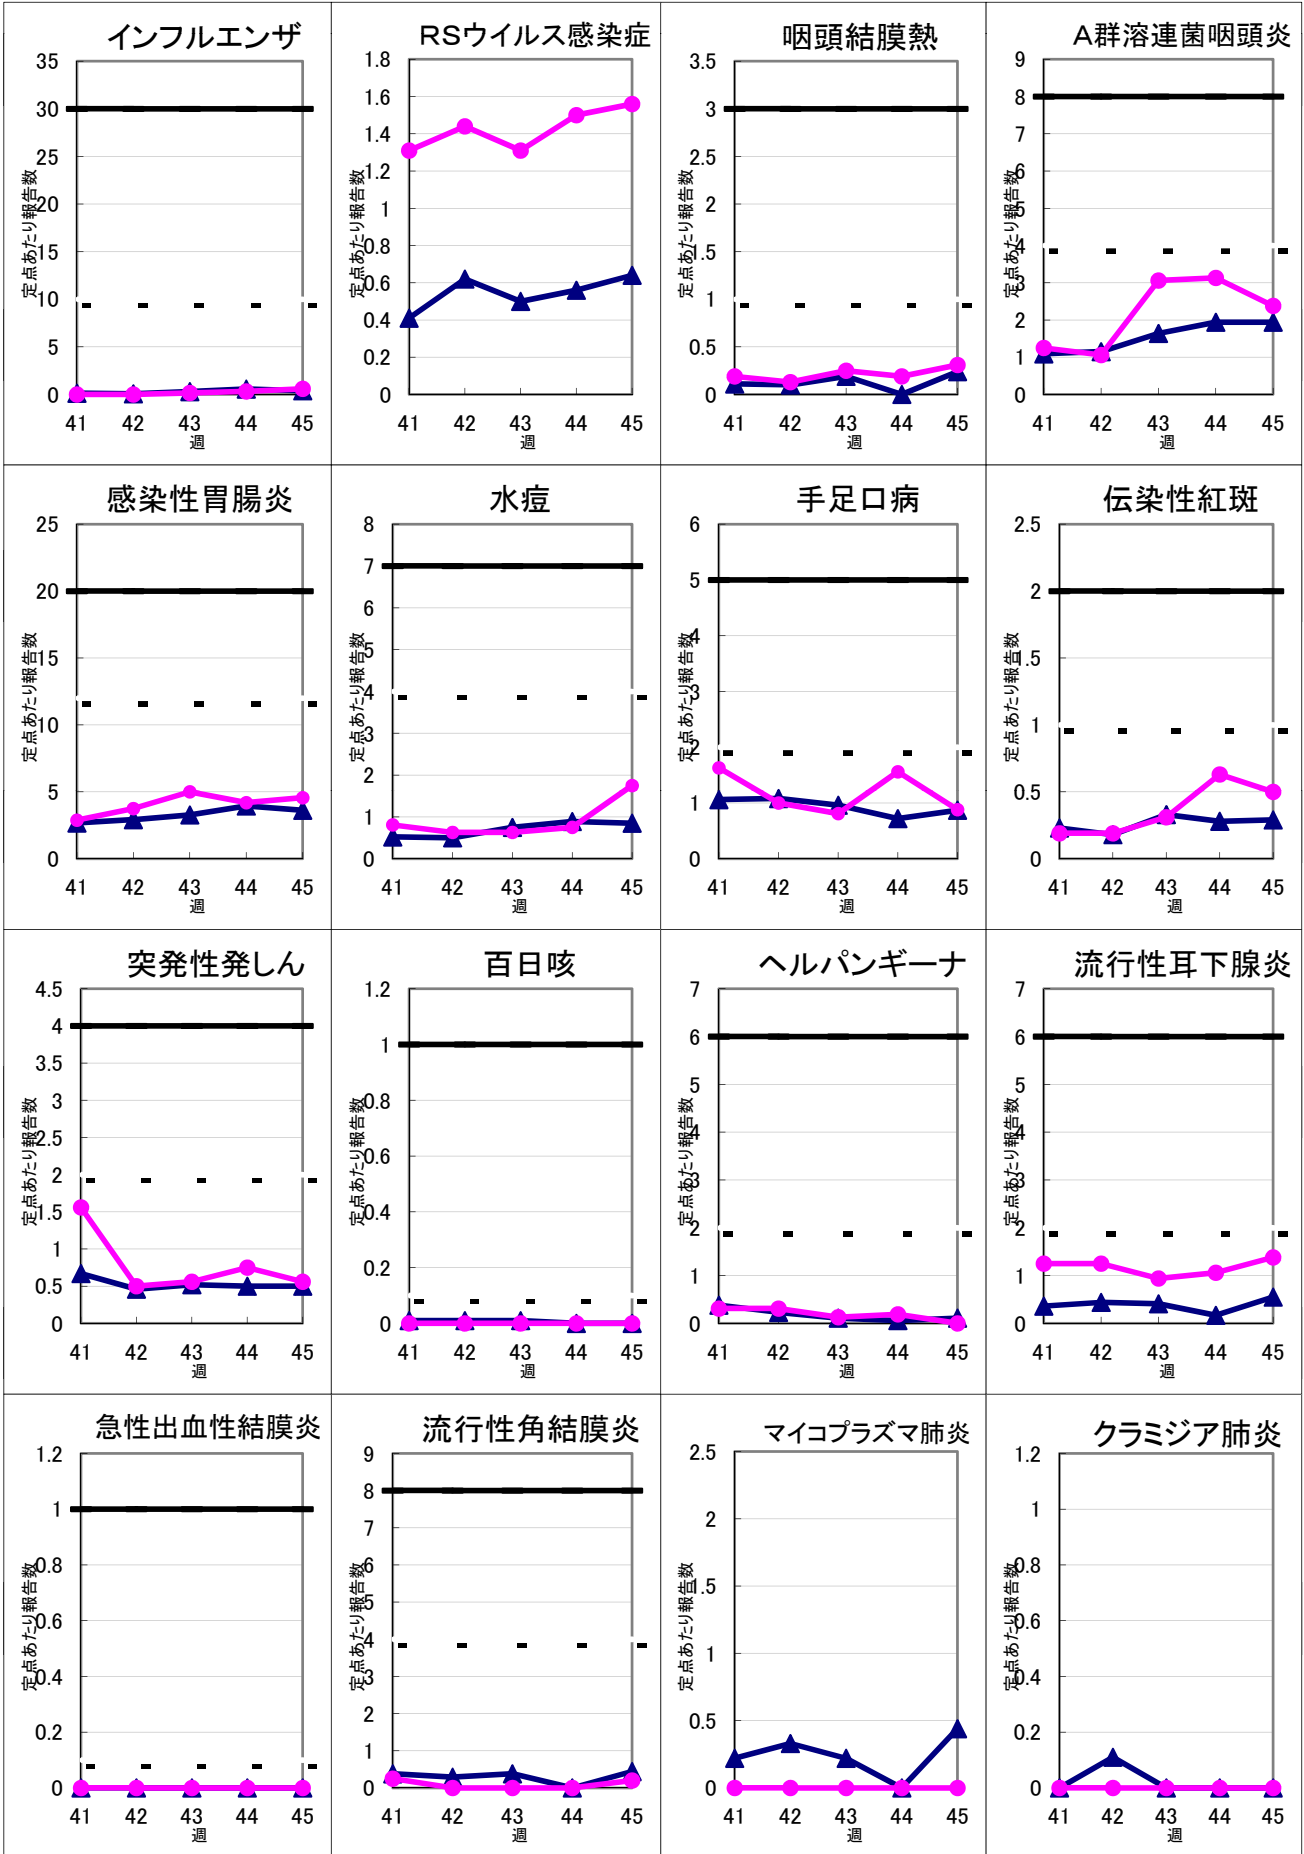 インフルエンザ
35
30
25
20
15
10
5
0
定点あたり報告数
41 42 43 44 45
週
RSウイルス感染症
1.8
1.6
1.4
1.2
1
0.8
0.6
0.4
0.2
0
定点あたり報告数
41 42 43 44 45
週
咽頭結膜熱
3.5
3
2.5
2
1.5
1
0.5
0
定点あたり報告数
41 42 43 44 45
週
A群溶連菌咽頭炎
9
8
7
6
5
4
3
2
1
0
定点あたり報告数
41 42 43 44 45
週
感染性胃腸炎
25
20
15
10
5
0
定点あたり報告数
41 42 43 44 45
週
水痘
8
7
6
5
4
3
2
1
0
定点あたり報告数
41 42 43 44 45
週
手足口病
6
5
4
3
2
1
0
定点あたり報告数
41 42 43 44 45
週
伝染性紅斑
2.5
2
1.5
1
0.5
0
定点あたり報告数
41 42 43 44 45
週
突発性発しん
4.5
4
3.5
3
2.5
2
1.5
1
0.5
0
定点あたり報告数
41 42 43 44 45
週
百日咳
1.2
1
0.8
0.6
0.4
0.2
0
定点あたり報告数
41 42 43 44 45
週
ヘルパンギーナ
7
6
5
4
3
2
1
0
定点あたり報告数
41 42 43 44 45
週
流行性耳下腺炎
7
6
5
4
3
2
1
0
定点あたり報告数
41 42 43 44 45
週
急性出血性結膜炎
1.2
1
0.8
0.6
0.4
0.2
0
定点あたり報告数
41 42 43 44 45
週
流行性角結膜炎
9
8
7
6
5
4
3
2
1
0
定点あたり報告数
41 42 43 44 45
週
マイコプラズマ肺炎
2.5
2
1.5
1
0.5
0
定点あたり報告数
41 42 43 44 45
週
クラミジア肺炎
1.2
1
0.8
0.6
0.4
0.2
0
定点あたり報告数
41 42 43 44 45
週